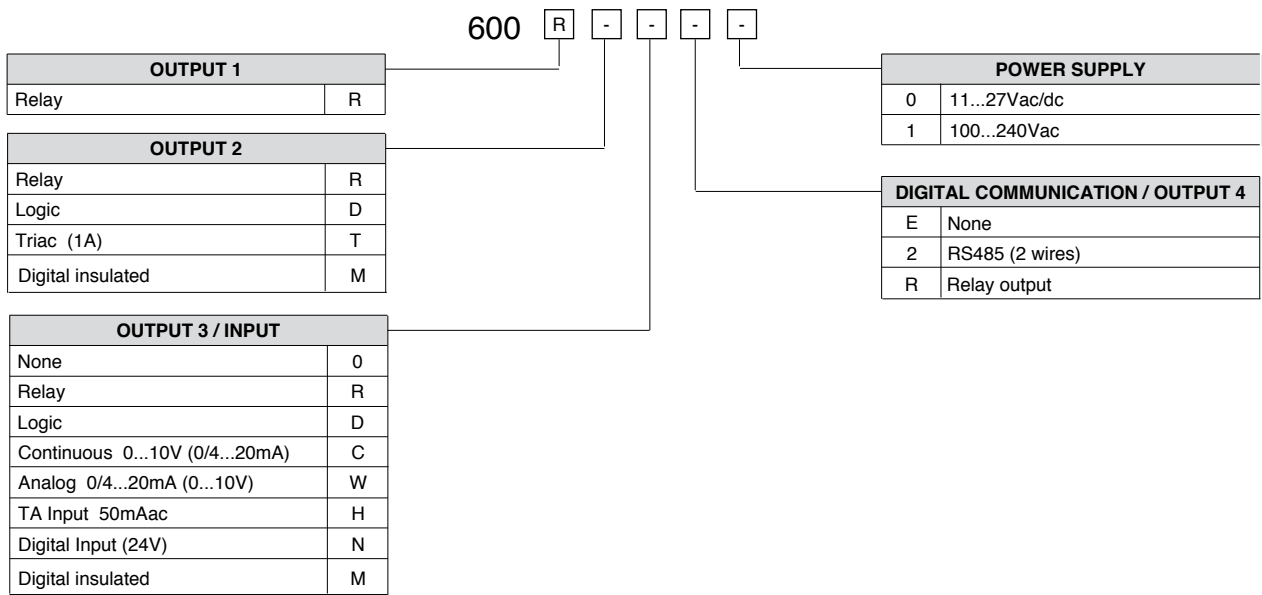 600 R - - - -
OUTPUT 1
Relay R
OUTPUT 2
Relay R
Logic D
Triac (1A) T
Digital insulated M
OUTPUT 3 / INPUT
None 0
Relay R
Logic D
Continuous 0...10V (0/4...20mA) C
Analog 0/4...20mA (0...10V) W
TA Input 50mAac H
Digital Input (24V) N
Digital insulated M
POWER SUPPLY
0 11...27Vac/dc
1 100...240Vac
DIGITAL COMMUNICATION / OUTPUT 4
E None
2 RS485 (2 wires)
R Relay output